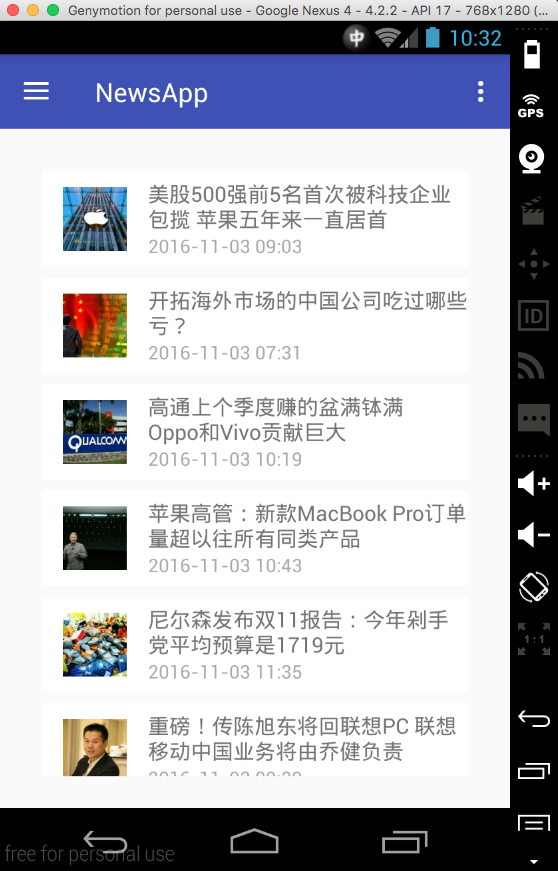 Genymotion for personal use - Google Nexus 4 - 4.2.2 - API 17 - 768x1280 (...
中
10:32
NewsApp
GPS
美股500强前5名首次被科技企业
包揽 苹果五年来一直居首
2016-11-03 09:03
开拓海外市场的中国公司吃过哪些
亏？
2016-11-03 07:31
高通上个季度赚的盆满钵满
Oppo和Vivo贡献巨大
2016-11-03 10:19
QUALCOMM
苹果高管：新款MacBook Pro订单
量超以往所有同类产品
2016-11-03 10:43
尼尔森发布双11报告：今年剁手
党平均预算是1719元
2016-11-03 11:35
重磅！传陈旭东将回联想PC 联想
移动中国业务将由乔健负责
ID
1:1
free for personal use